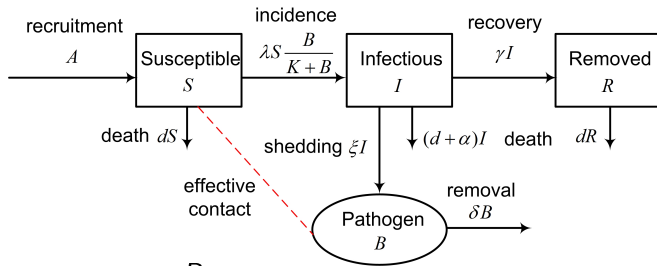 recruitment
A
Susceptible
S
incidence
λS B/(K + B)
Infectious
I
recovery
γI
Removed
R
death dS
shedding ξI
(d + α)I
death
dR
effective
contact
Pathogen
B
removal
δB